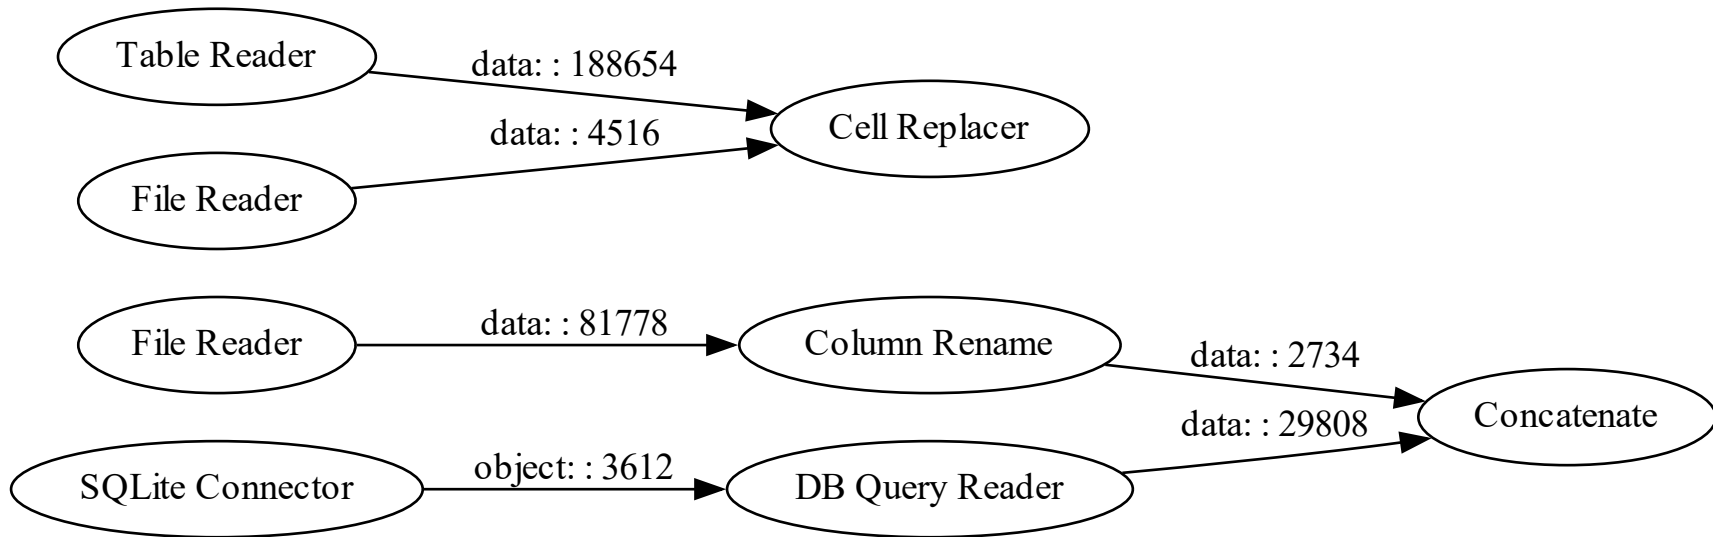 Table Reader
data: : 188654
Cell Replacer
data: : 4516
File Reader
File Reader
data: : 81778
Column Rename
data: : 2734
Concatenate
data: : 29808
SQLite Connector
object: : 3612
DB Query Reader